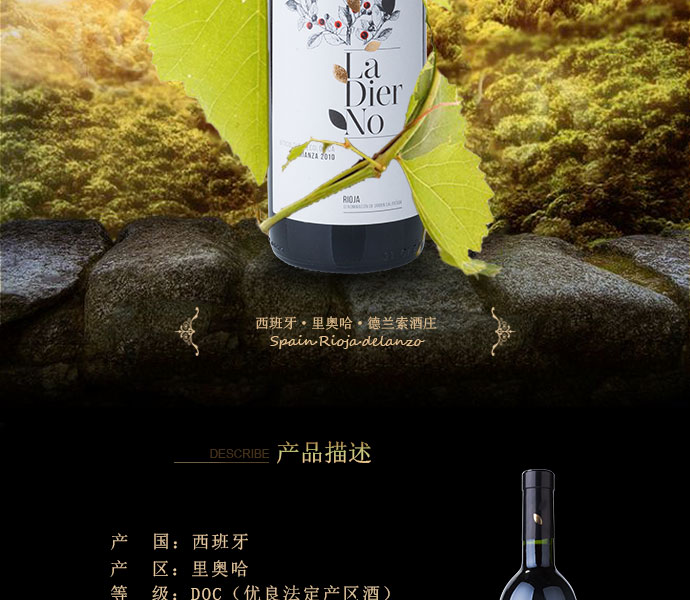 La
Dier
No
2010
RIOJA
西班牙·里奥哈·德兰索酒庄
Spain Rioja delanzo
DESCRIBE 产品描述
产 国：西班牙
产 区：里奥哈
等 级：DOC（优良法定产区酒）